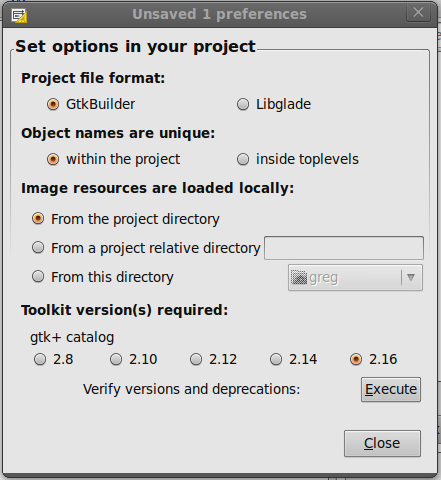 Unsaved 1 preferences
Set options in your project
Project file format:
GtkBuilder Libglade
Object names are unique:
within the project inside toplevels
Image resources are loaded locally:
From the project directory
From a project relative directory
From this directory greg
Toolkit version(s) required:
gtk+ catalog
2.8 2.10 2.12 2.14 2.16
Verify versions and deprecations: Execute
Close